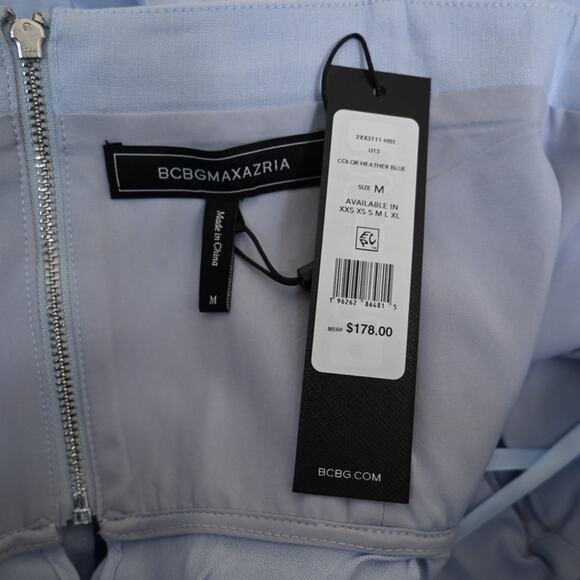 BCBGMAXAZRIA
Made in China
M
2XX3T11-HBE
U13
COLOR HEATHER BLUE
SIZE M
AVAILABLE IN
XXS XS S M L XL
1 96262 86481 5
MSRP $178.00
BCBG.COM